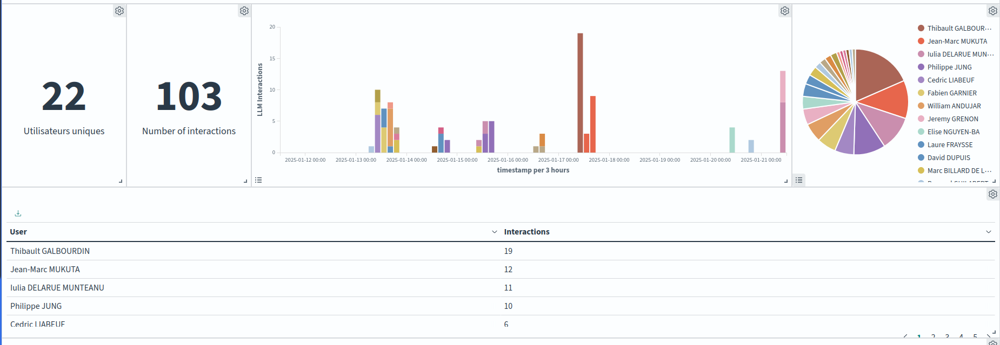 22
Utilisateurs uniques
103
Number of interactions
20
15
10
5
0
LLM Interactions
2025-01-12 00:00
2025-01-13 00:00
2025-01-14 00:00
2025-01-15 00:00
2025-01-16 00:00
2025-01-17 00:00
2025-01-18 00:00
2025-01-19 00:00
2025-01-20 00:00
2025-01-21 00:00
timestamp per 3 hours
Thibault GALBOUR···
Jean-Marc MUKUTA
Iulia DELARUE MUN···
Philippe JUNG
Cedric LIABEUF
Fabien GARNIER
William ANDUJAR
Jeremy GRENON
Elise NGUYEN-BA
Laure FRAYSSE
David DUPUIS
Marc BILLARD DE L···
User Interactions
Thibault GALBOURDIN 19
Jean-Marc MUKUTA 12
Iulia DELARUE MUNTEANU 11
Philippe JUNG 10
Cedric LIABEUF 6
1 2 3 4 5